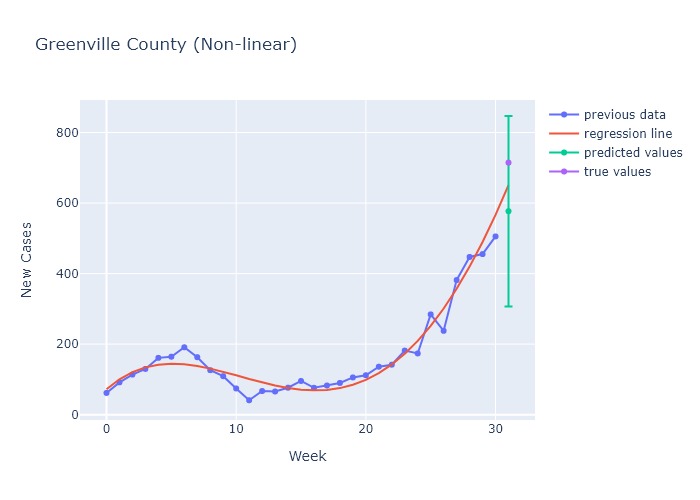 Greenville County (Non-linear)
previous data
regression line
predicted values
true values
800
600
400
200
0
New Cases
0 10 20 30
Week